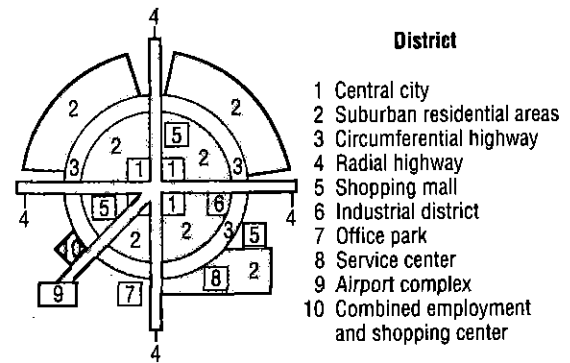 4
2
2
5
2
2
3
1
1
3
4
5
1
6
4
2
2
3
5
10
8
2
9
7
4
District
1 Central city
2 Suburban residential areas
3 Circumferential highway
4 Radial highway
5 Shopping mall
6 Industrial district
7 Office park
8 Service center
9 Airport complex
10 Combined employment
and shopping center